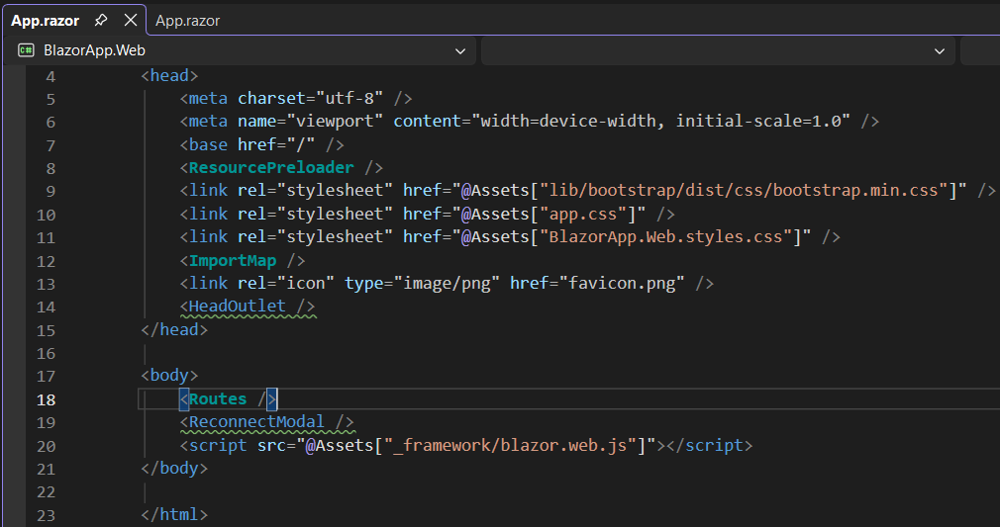 App.razor App.razor
C# BlazorApp.Web
4 <head>
5 <meta charset="utf-8" />
6 <meta name="viewport" content="width=device-width, initial-scale=1.0" />
7 <base href="/" />
8 <ResourcePreloader />
9 <link rel="stylesheet" href="@Assets["lib/bootstrap/dist/css/bootstrap.min.css"]" />
10 <link rel="stylesheet" href="@Assets["app.css"]" />
11 <link rel="stylesheet" href="@Assets["BlazorApp.Web.styles.css"]" />
12 <ImportMap />
13 <link rel="icon" type="image/png" href="favicon.png" />
14 <HeadOutlet />
15 </head>
16
17 <body>
18 <Routes />
19 <ReconnectModal />
20 <script src="@Assets["_framework/blazor.web.js"]"></script>
21 </body>
22
23 </html>